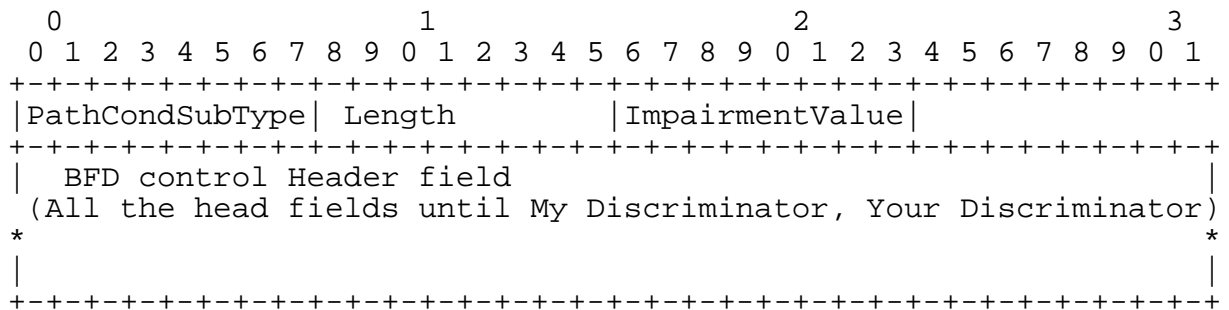 0                   1                   2                   3
0 1 2 3 4 5 6 7 8 9 0 1 2 3 4 5 6 7 8 9 0 1 2 3 4 5 6 7 8 9 0 1
+-+-+-+-+-+-+-+-+-+-+-+-+-+-+-+-+-+-+-+-+-+-+-+-+-+-+-+-+-+-+-+-+
|PathCondSubType| Length        |ImpairmentValue|
+-+-+-+-+-+-+-+-+-+-+-+-+-+-+-+-+-+-+-+-+-+-+-+-+-+-+-+-+-+-+-+-+
|  BFD control Header field                                     |
(All the head fields until My Discriminator, Your Discriminator)
*                                                               *
|                                                               |
+-+-+-+-+-+-+-+-+-+-+-+-+-+-+-+-+-+-+-+-+-+-+-+-+-+-+-+-+-+-+-+-+